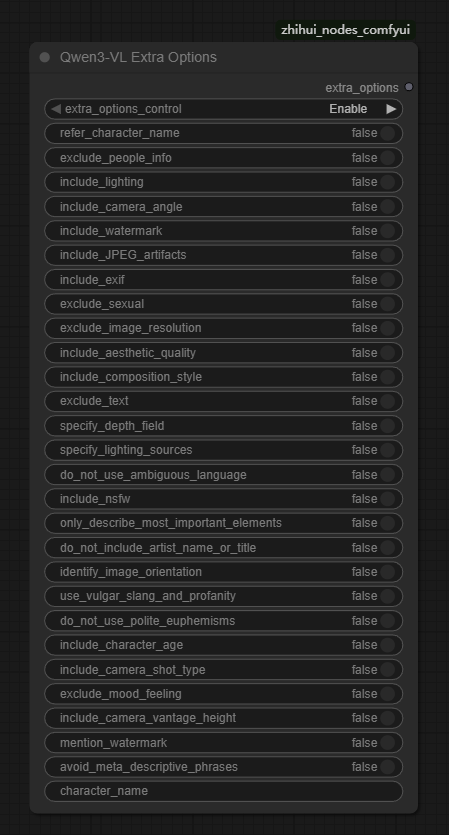 zhihui_nodes_comfyui
Qwen3-VL Extra Options
extra_options
extra_options_control Enable
refer_character_name false
exclude_people_info false
include_lighting false
include_camera_angle false
include_watermark false
include_JPEG_artifacts false
include_exif false
exclude_sexual false
exclude_image_resolution false
include_aesthetic_quality false
include_composition_style false
exclude_text false
specify_depth_field false
specify_lighting_sources false
do_not_use_ambiguous_language false
include_nsfw false
only_describe_most_important_elements false
do_not_include_artist_name_or_title false
identify_image_orientation false
use_vulgar_slang_and_profanity false
do_not_use_polite_euphemisms false
include_character_age false
include_camera_shot_type false
exclude_mood_feeling false
include_camera_vantage_height false
mention_watermark false
avoid_meta_descriptive_phrases false
character_name